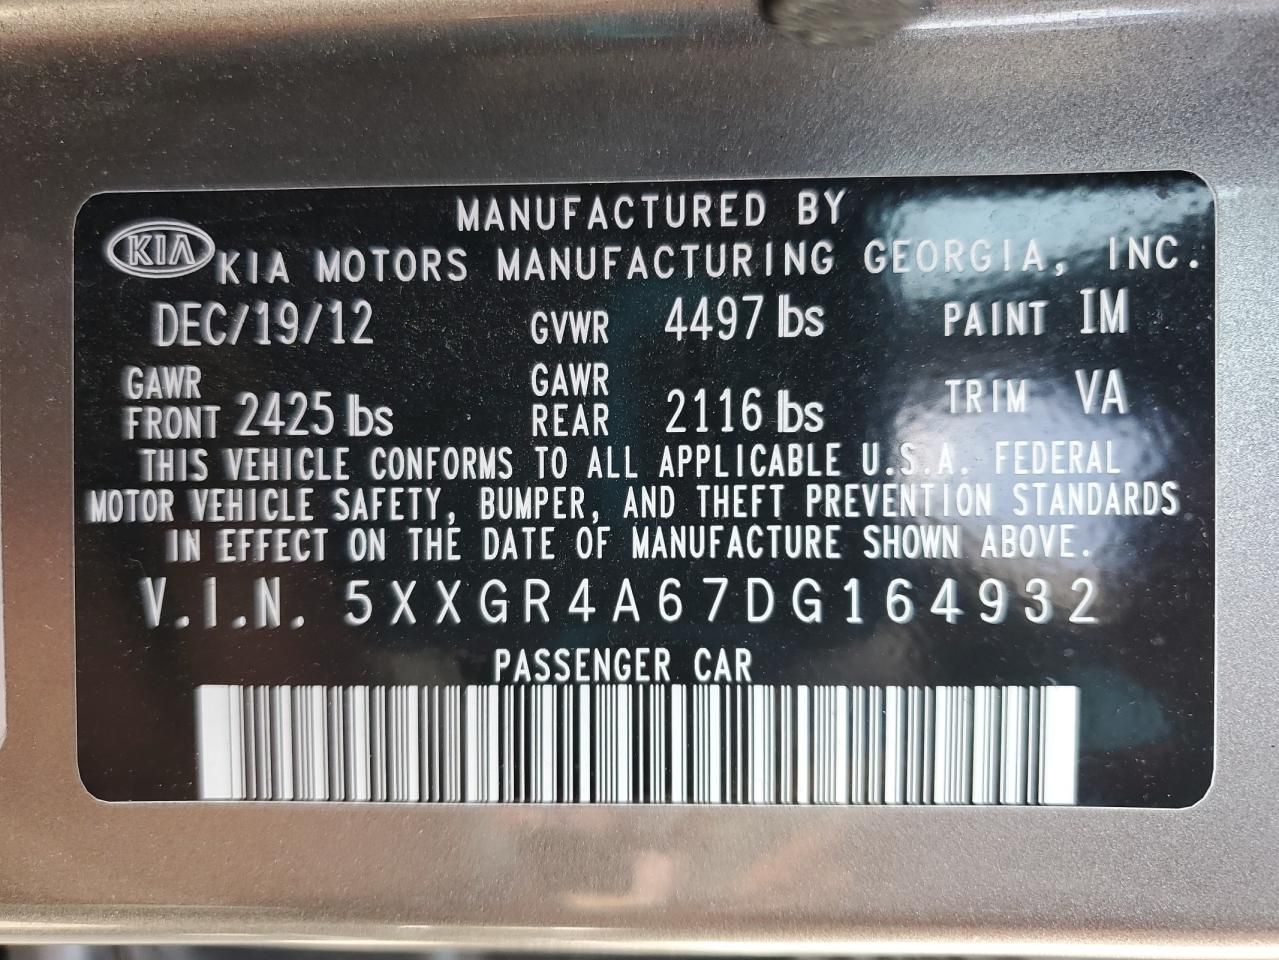 MANUFACTURED BY
KIA KIA MOTORS MANUFACTURING GEORGIA, INC.
DEC/19/12 GVWR 4497 lbs PAINT IM
GAWR FRONT 2425 lbs GAWR REAR 2116 lbs TRIM VA
THIS VEHICLE CONFORMS TO ALL APPLICABLE U.S.A. FEDERAL
MOTOR VEHICLE SAFETY, BUMPER, AND THEFT PREVENTION STANDARDS
IN EFFECT ON THE DATE OF MANUFACTURE SHOWN ABOVE.
V.I.N. 5XXGR4A67DG164932
PASSENGER CAR